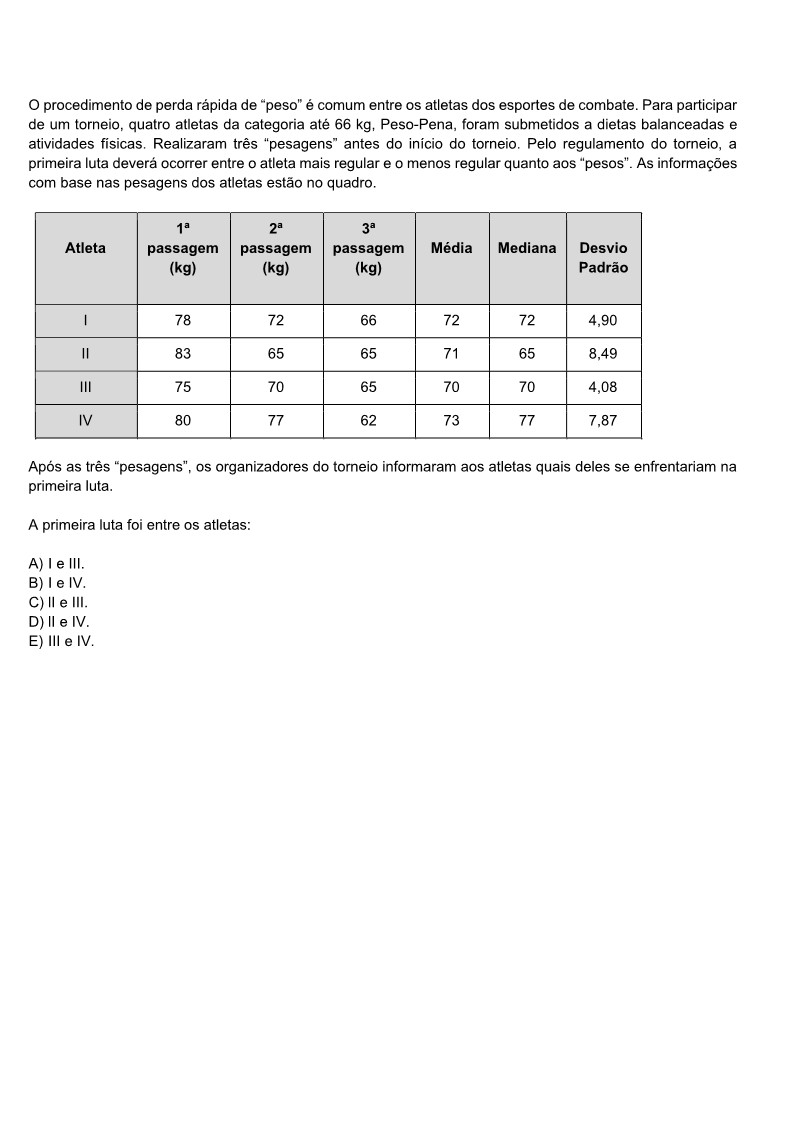 O procedimento de perda rápida de “peso” é comum entre os atletas dos esportes de combate. Para participar
de um torneio, quatro atletas da categoria até 66 kg, Peso-Pena, foram submetidos a dietas balanceadas e
atividades físicas. Realizaram três “pesagens” antes do início do torneio. Pelo regulamento do torneio, a
primeira luta deverá ocorrer entre o atleta mais regular e o menos regular quanto aos “pesos”. As informações
com base nas pesagens dos atletas estão no quadro.
Atleta 1ª passagem (kg) 2ª passagem (kg) 3ª passagem (kg) Média Mediana Desvio Padrão
I 78 72 66 72 72 4,90
II 83 65 65 71 65 8,49
III 75 70 65 70 70 4,08
IV 80 77 62 73 77 7,87
Após as três “pesagens”, os organizadores do torneio informaram aos atletas quais deles se enfrentariam na
primeira luta.
A primeira luta foi entre os atletas:
A) I e III.
B) I e IV.
C) II e III.
D) II e IV.
E) III e IV.